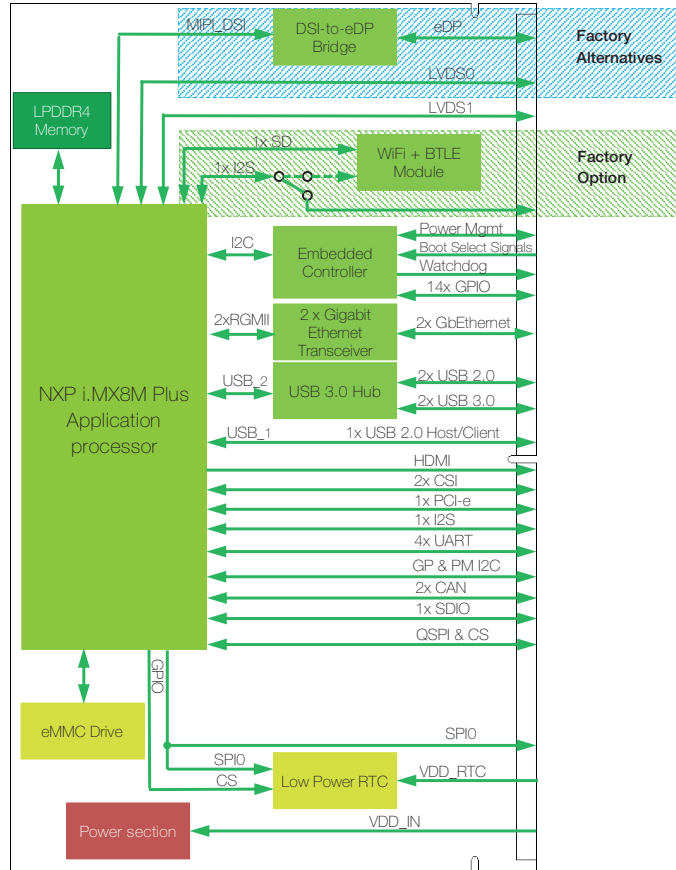 MIPI_DSI
DSI-to-eDP
Bridge
eDP
Factory
Alternatives
LVDS0
LPDDR4
Memory
LVDS1
1x SD
WiFi + BTLE
Module
Factory
Option
1x I2S
Power Mgmt
I2C
Embedded
Controller
Boot Select Signals
Watchdog
14x GPIO
2xRGMII
2 x Gigabit
Ethernet
Transceiver
2x GbEthernet
NXP i.MX8M Plus
Application
processor
USB_2
USB 3.0 Hub
2x USB 2.0
2x USB 3.0
USB_1
1x USB 2.0 Host/Client
HDMI
2x CSI
1x PCI-e
1x I2S
4x UART
GP & PM I2C
2x CAN
1x SDIO
QSPI & CS
GPIO
eMMC Drive
SPI0
SPI0
CS
Low Power RTC
VDD_RTC
Power section
VDD_IN